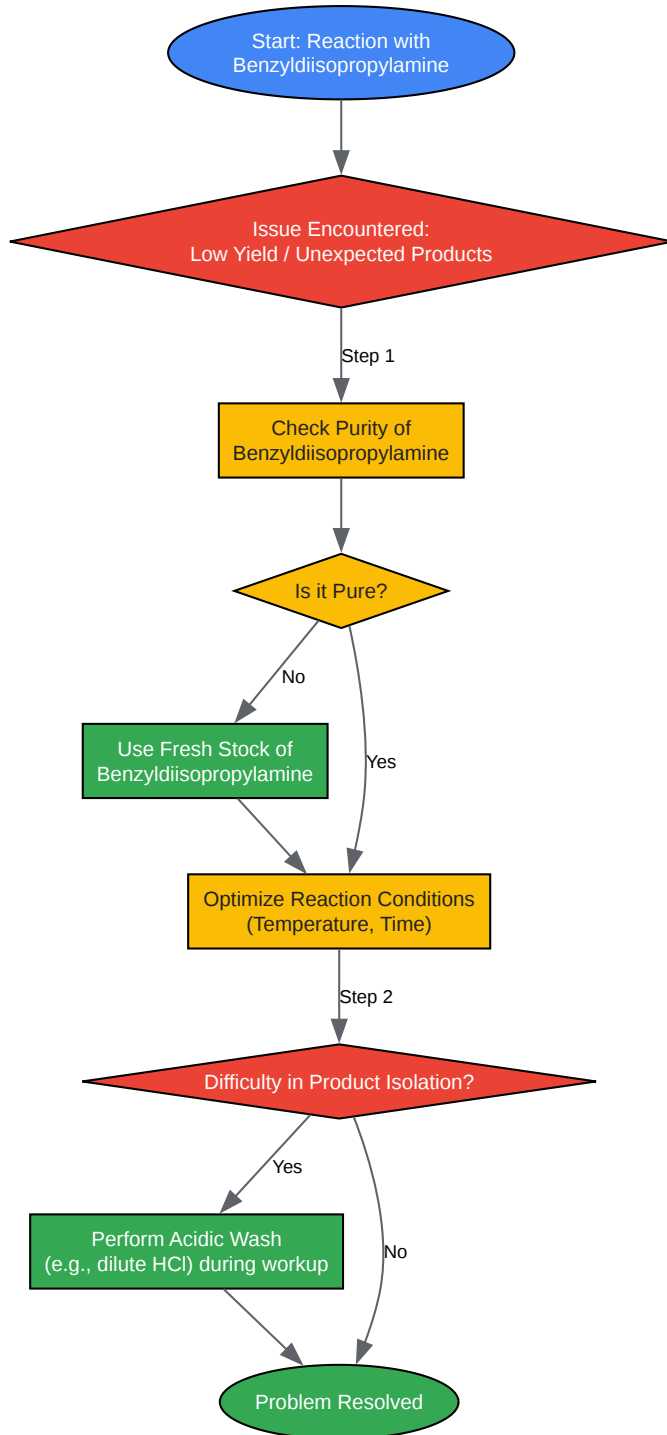 Start: Reaction with
Benzyldiisopropylamine
Issue Encountered:
Low Yield / Unexpected Products
Step 1
Check Purity of
Benzyldiisopropylamine
Is it Pure?
No
Use Fresh Stock of
Benzyldiisopropylamine
Yes
Optimize Reaction Conditions
(Temperature, Time)
Step 2
Difficulty in Product Isolation?
Yes
Perform Acidic Wash
(e.g., dilute HCl) during workup
No
Problem Resolved